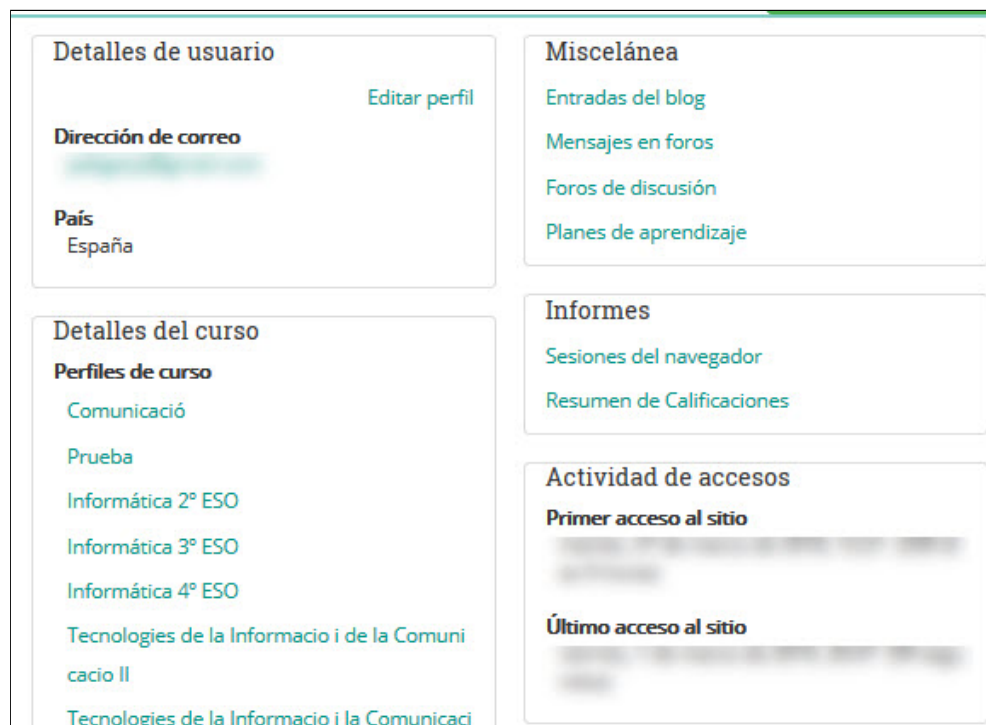 Detalles de usuario
Editar perfil
Dirección de correo
País
España
Detalles del curso
Perfiles de curso
Comunicació
Prueba
Informática 2º ESO
Informática 3º ESO
Informática 4º ESO
Tecnologies de la Informacio i de la Comuni
cacio II
Tecnologies de la Informacio i la Comunicaci
Miscelánea
Entradas del blog
Mensajes en foros
Foros de discusión
Planes de aprendizaje
Informes
Sesiones del navegador
Resumen de Calificaciones
Actividad de accesos
Primer acceso al sitio
Último acceso al sitio